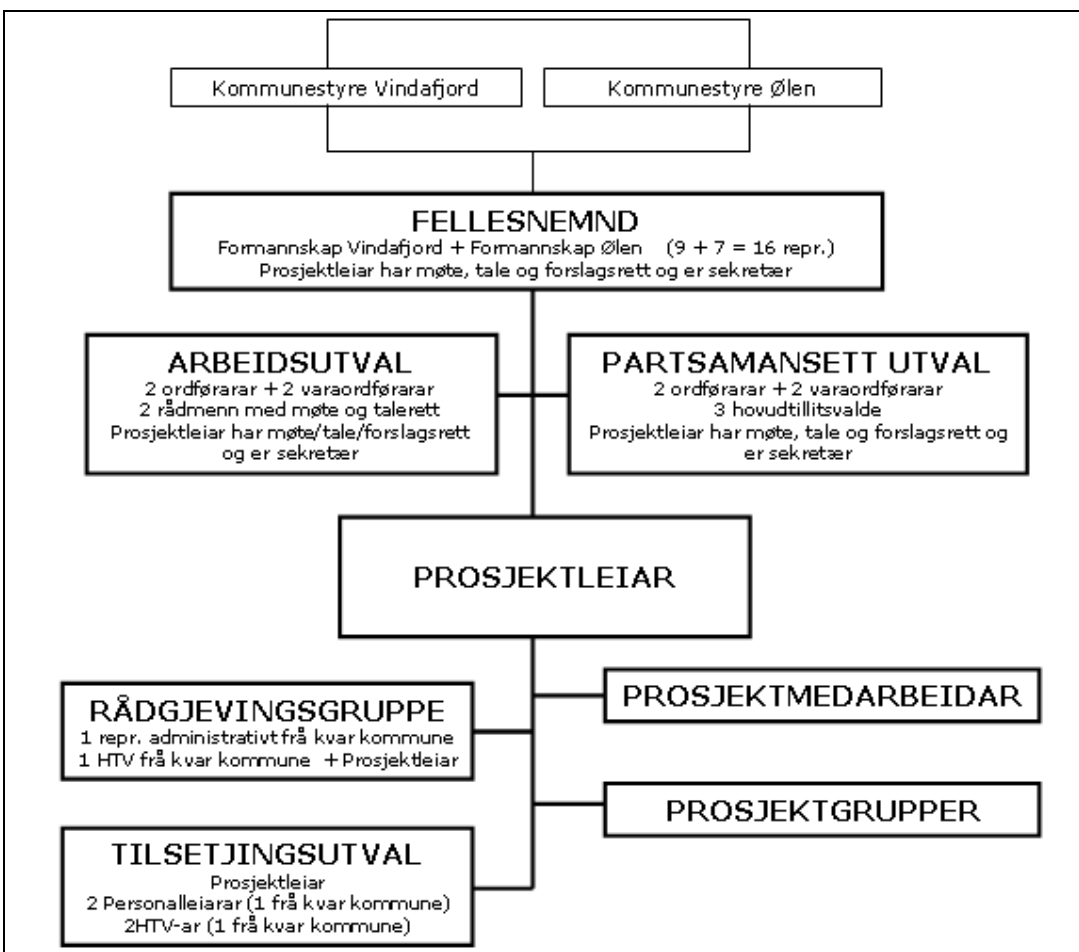 Kommunestyre Vindafjord
Kommunestyre Ølen
FELLESNEMND
Formannskap Vindafjord + Formannskap Ølen (9 + 7 = 16 repr.)
Prosjektleiar har møte, tale og forslagsrett og er sekretær
ARBEIDSUTVAL
2 ordførarar + 2 varaordførarar
2 rådmenn med møte og talerett
Prosjektleiar har møte/tale/forslagsrett
og er sekretær
PARTSAMANSETT UTVAL
2 ordførarar + 2 varaordførarar
3 hovudtillitsvalde
Prosjektleiar har møte, tale og forslagsrett og
er sekretær
PROSJEKTLEIAR
RÅDGJEVINGSGRUPPE
1 repr. administrativt frå kvar kommune
1 HTV frå kvar kommune + Prosjektleiar
PROSJEKTMEDARBEIDAR
PROSJEKTGRUPPER
TILSETJINGSUTVAL
Prosjektleiar
2 Personalleiarar (1 frå kvar kommune)
2HTV-ar (1 frå kvar kommune)